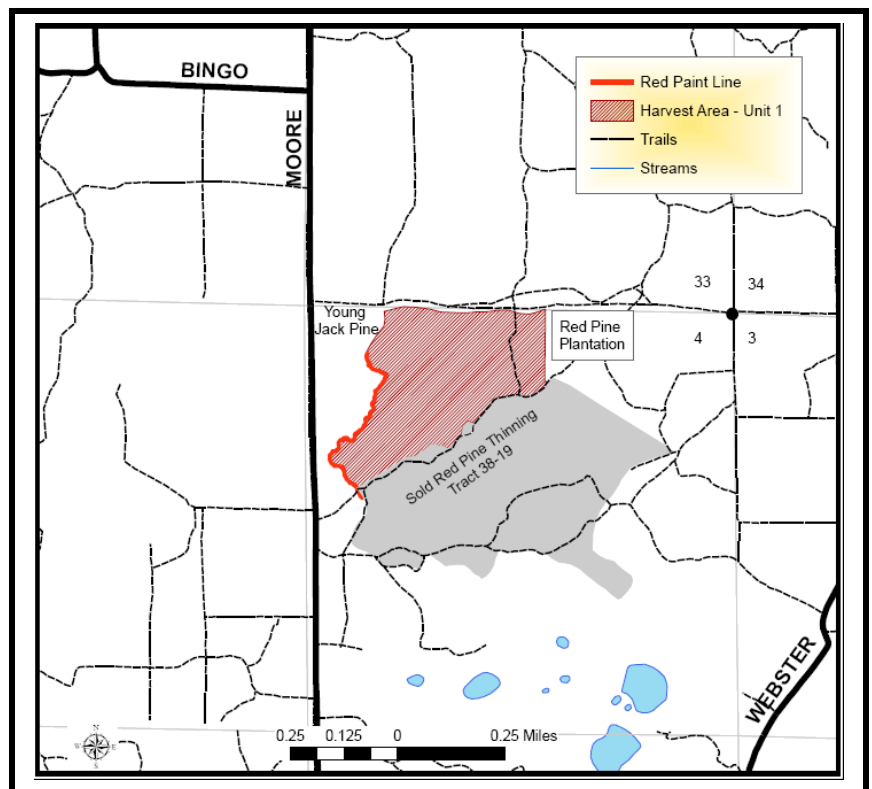 BINGO
MOORE
Red Paint Line
Harvest Area - Unit 1
Trails
Streams
33
34
Young
Jack Pine
Red Pine
Plantation
4
3
Sold Red Pine Thinning
Tract 38-19
WEBSTER
N
W
E
S
0.25
0.125
0
0.25 Miles